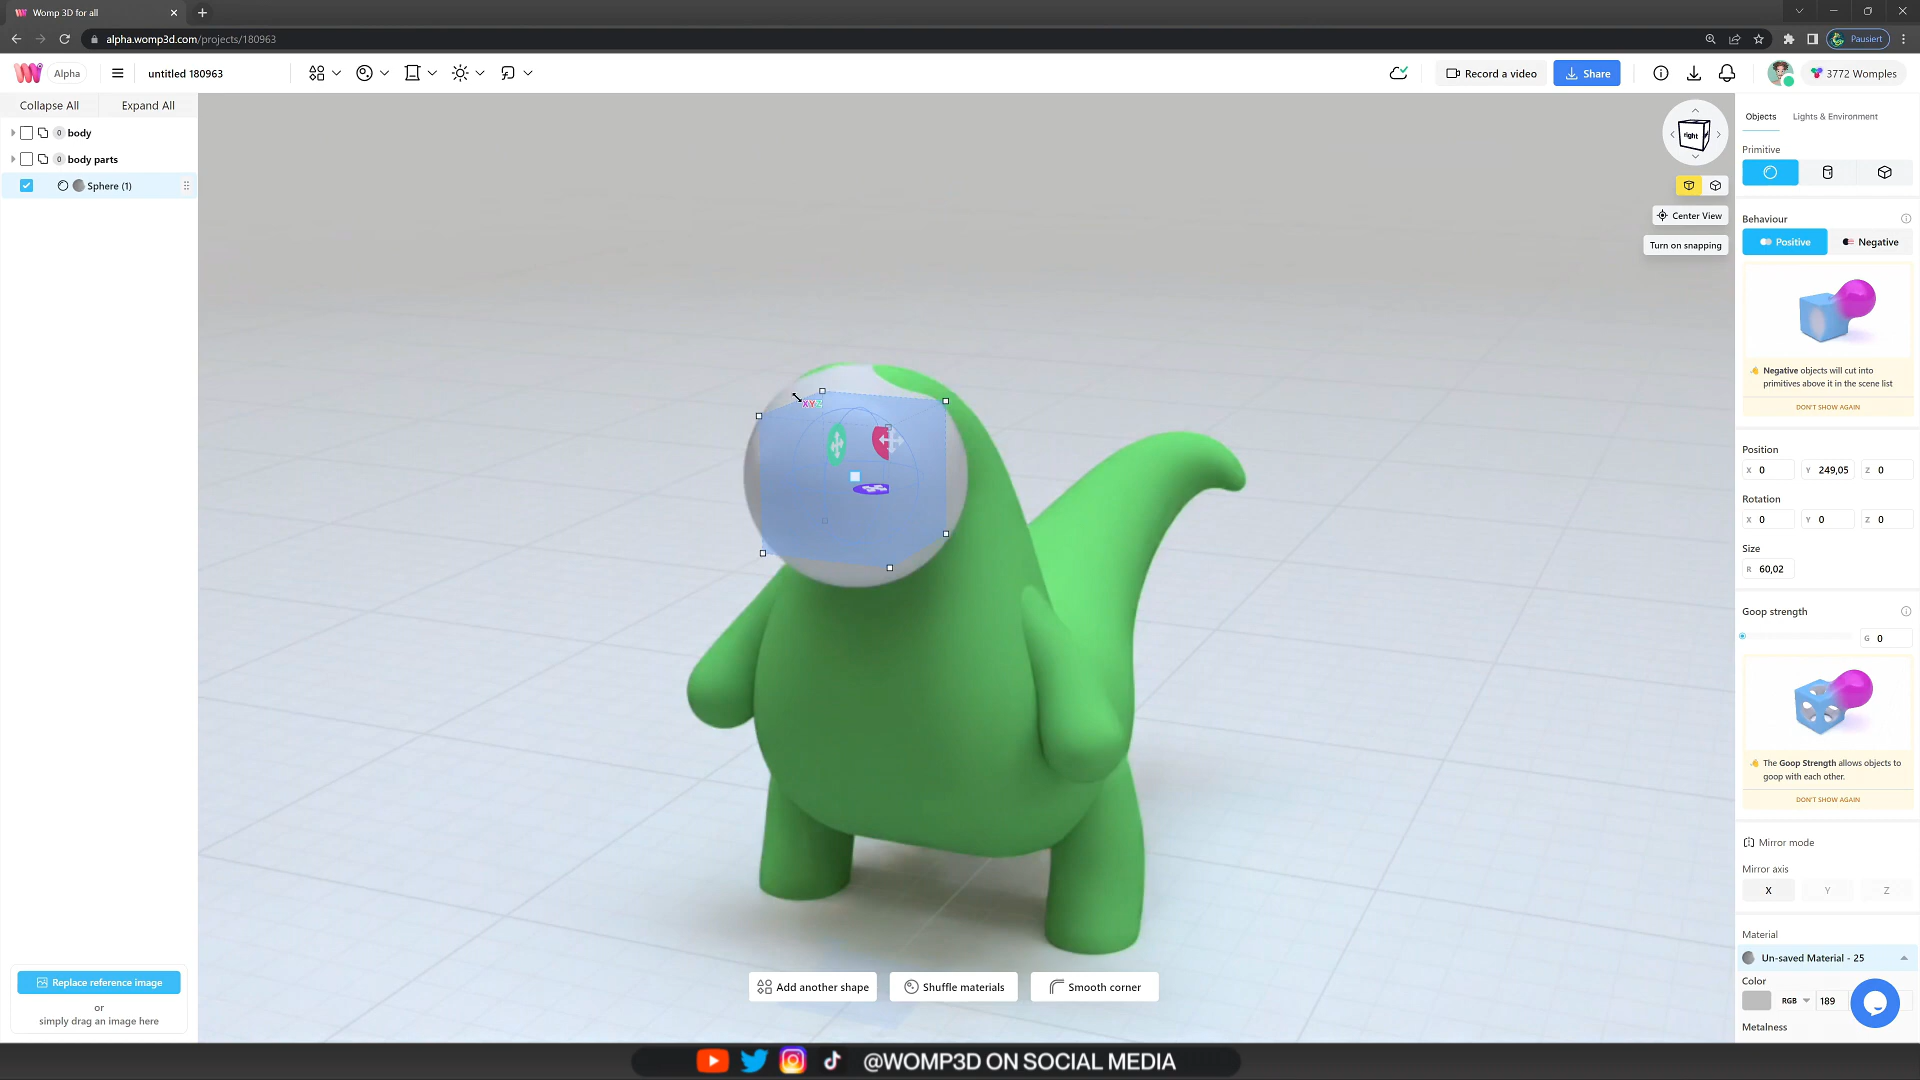 Womp 3D for all
alpha.womp3d.com/projects/180963
Pausiert
Alpha
untitled 180963
Record a video
Share
3772 Womples
Collapse All
Expand All
0 body
0 body parts
Sphere (1)
XYZ
right
Center View
Turn on snapping
Objects
Lights & Environment
Primitive
Behaviour
Positive
Negative
Negative objects will cut into
primitives above it in the scene list
DON'T SHOW AGAIN
Position
X 0
Y 249,05
Z 0
Rotation
X 0
Y 0
Z 0
Size
R 60,02
Goop strength
G 0
The Goop Strength allows objects to
goop with each other.
DON'T SHOW AGAIN
Mirror mode
Mirror axis
X
Y
Z
Material
Un-saved Material - 25
Color
RGB
189
Metalness
Replace reference image
or
simply drag an image here
Add another shape
Shuffle materials
Smooth corner
@WOMP3D ON SOCIAL MEDIA